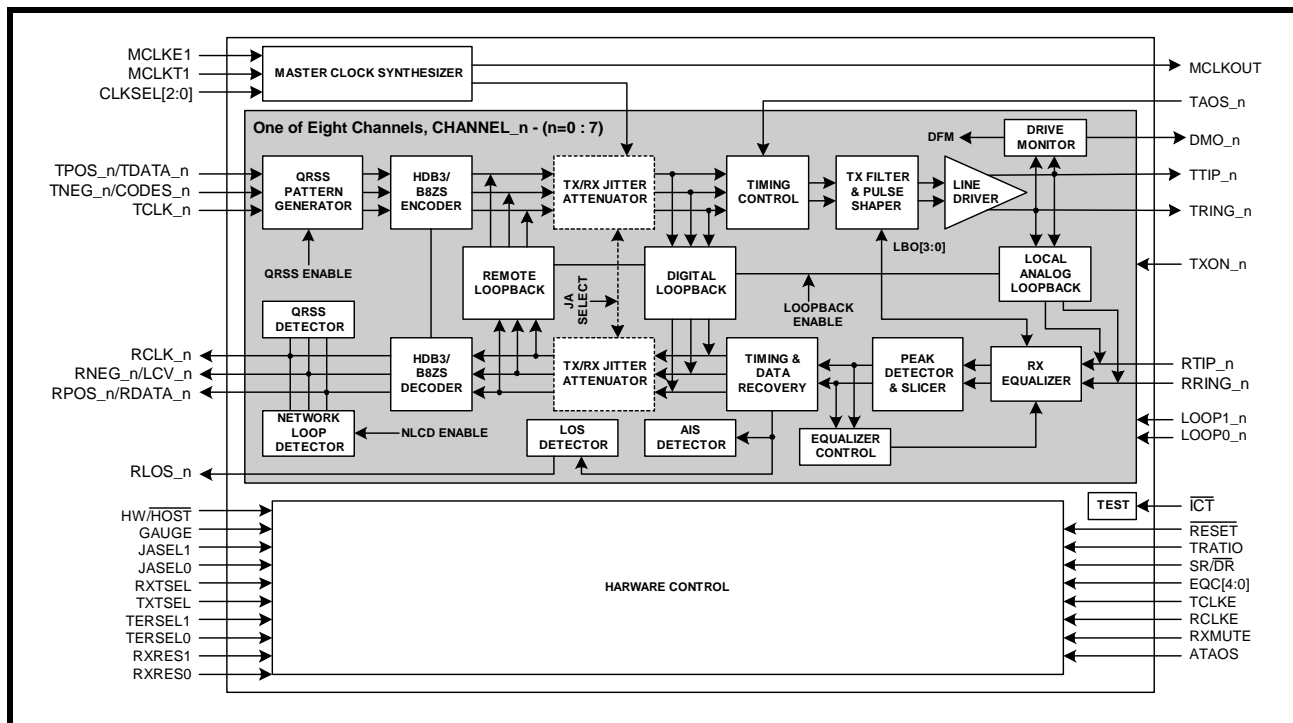 MCLKE1
MCLKT1
CLKSEL[2:0]
MASTER CLOCK SYNTHESIZER
MCLKOUT
TAOS_n
One of Eight Channels, CHANNEL_n - (n=0 : 7)
DFM
DRIVE
MONITOR
DMO_n
TPOS_n/TDATA_n
TNEG_n/CODES_n
TCLK_n
QRSS
PATTERN
GENERATOR
HDB3/
B8ZS
ENCODER
TX/RX JITTER
ATTENUATOR
TIMING
CONTROL
TX FILTER
& PULSE
SHAPER
LINE
DRIVER
TTIP_n
TRING_n
QRSS ENABLE
REMOTE
LOOPBACK
JA
SELECT
DIGITAL
LOOPBACK
LBO[3:0]
LOOPBACK
ENABLE
LOCAL
ANALOG
LOOPBACK
TXON_n
QRSS
DETECTOR
RCLK_n
RNEG_n/LCV_n
RPOS_n/RDATA_n
HDB3/
B8ZS
DECODER
TX/RX JITTER
ATTENUATOR
TIMING &
DATA
RECOVERY
PEAK
DETECTOR
& SLICER
RX
EQUALIZER
RTIP_n
RRING_n
NETWORK
LOOP
DETECTOR
NLCD ENABLE
LOS
DETECTOR
AIS
DETECTOR
EQUALIZER
CONTROL
LOOP1_n
LOOP0_n
RLOS_n
TEST
ICT
HW/HOST
GAUGE
JASEL1
JASEL0
RXTSEL
TXTSEL
TERSEL1
TERSEL0
RXRES1
RXRES0
HARWARE CONTROL
RESET
TRATIO
SR/DR
EQC[4:0]
TCLKE
RCLKE
RXMUTE
ATAOS